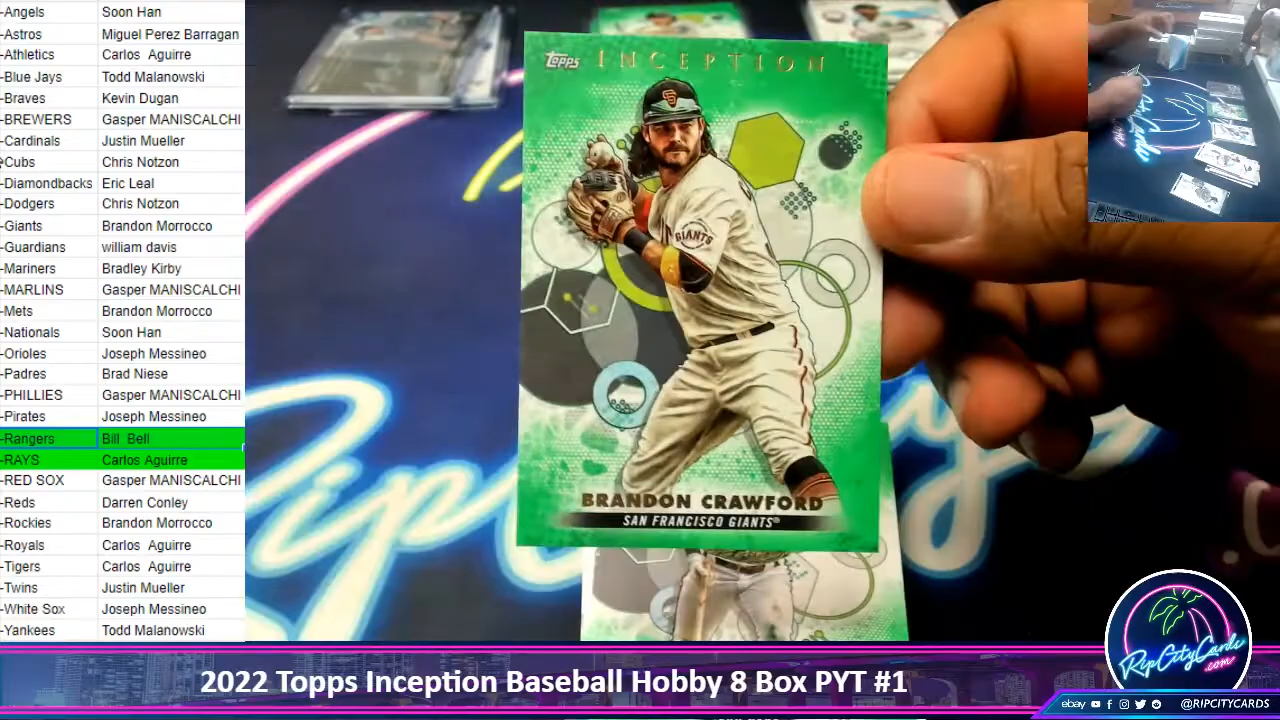 -Angels Soon Han
-Astros Miguel Perez Barragan
-Athletics Carlos Aguirre
-Blue Jays Todd Malanowski
-Braves Kevin Dugan
-BREWERS Gasper MANISCALCHI
-Cardinals Justin Mueller
-Cubs Chris Notzon
-Diamondbacks Eric Leal
-Dodgers Chris Notzon
-Giants Brandon Morrocco
-Guardians william davis
-Mariners Bradley Kirby
-MARLINS Gasper MANISCALCHI
-Mets Brandon Morrocco
-Nationals Soon Han
-Orioles Joseph Messineo
-Padres Brad Niese
-PHILLIES Gasper MANISCALCHI
-Pirates Joseph Messineo
-Rangers Bill Bell
-RAYS Carlos Aguirre
-RED SOX Gasper MANISCALCHI
-Reds Darren Conley
-Rockies Brandon Morrocco
-Royals Carlos Aguirre
-Tigers Carlos Aguirre
-Twins Justin Mueller
-White Sox Joseph Messineo
-Yankees Todd Malanowski
Topps INCEPTION
SF
GIANTS
BRANDON CRAWFORD
SAN FRANCISCO GIANTS®
RipCityCards
.com
2022 Topps Inception Baseball Hobby 8 Box PYT #1
ebay @RIPCITYCARDS